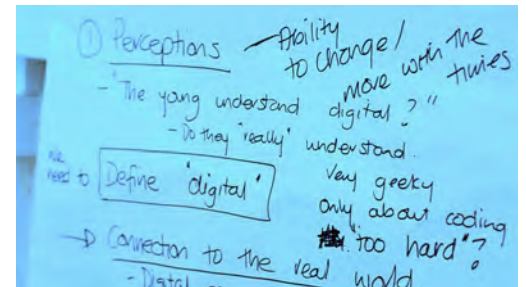 ① Perceptions – Ability to change/
move with the times
- "The young understand digital?"
- Do they "really" understand.
We need to Define "digital"
Very geeky
only about coding
"too hard"?
→ Connection to the real world
- Digital